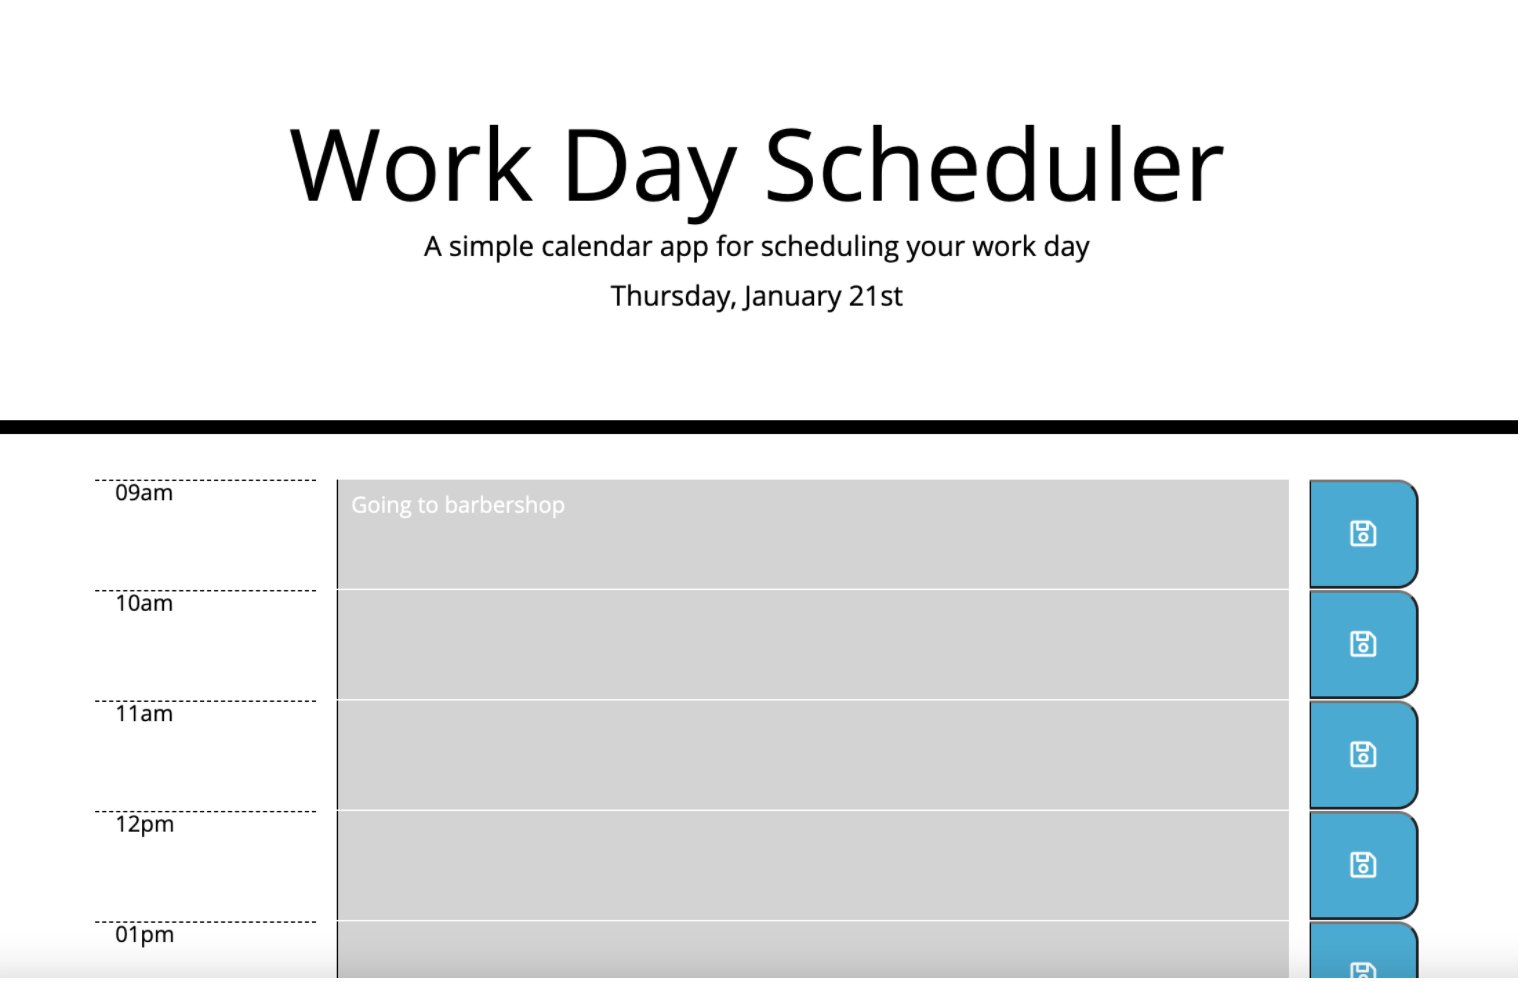 Work Day Scheduler
A simple calendar app for scheduling your work day
Thursday, January 21st
09am
Going to barbershop
10am
11am
12pm
01pm